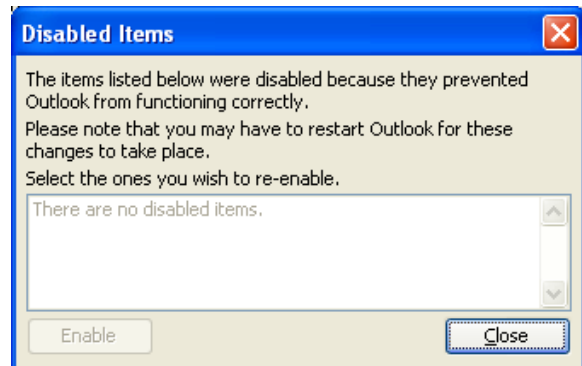 Disabled Items
The items listed below were disabled because they prevented
Outlook from functioning correctly.
Please note that you may have to restart Outlook for these
changes to take place.
Select the ones you wish to re-enable.
There are no disabled items.
Enable
Close